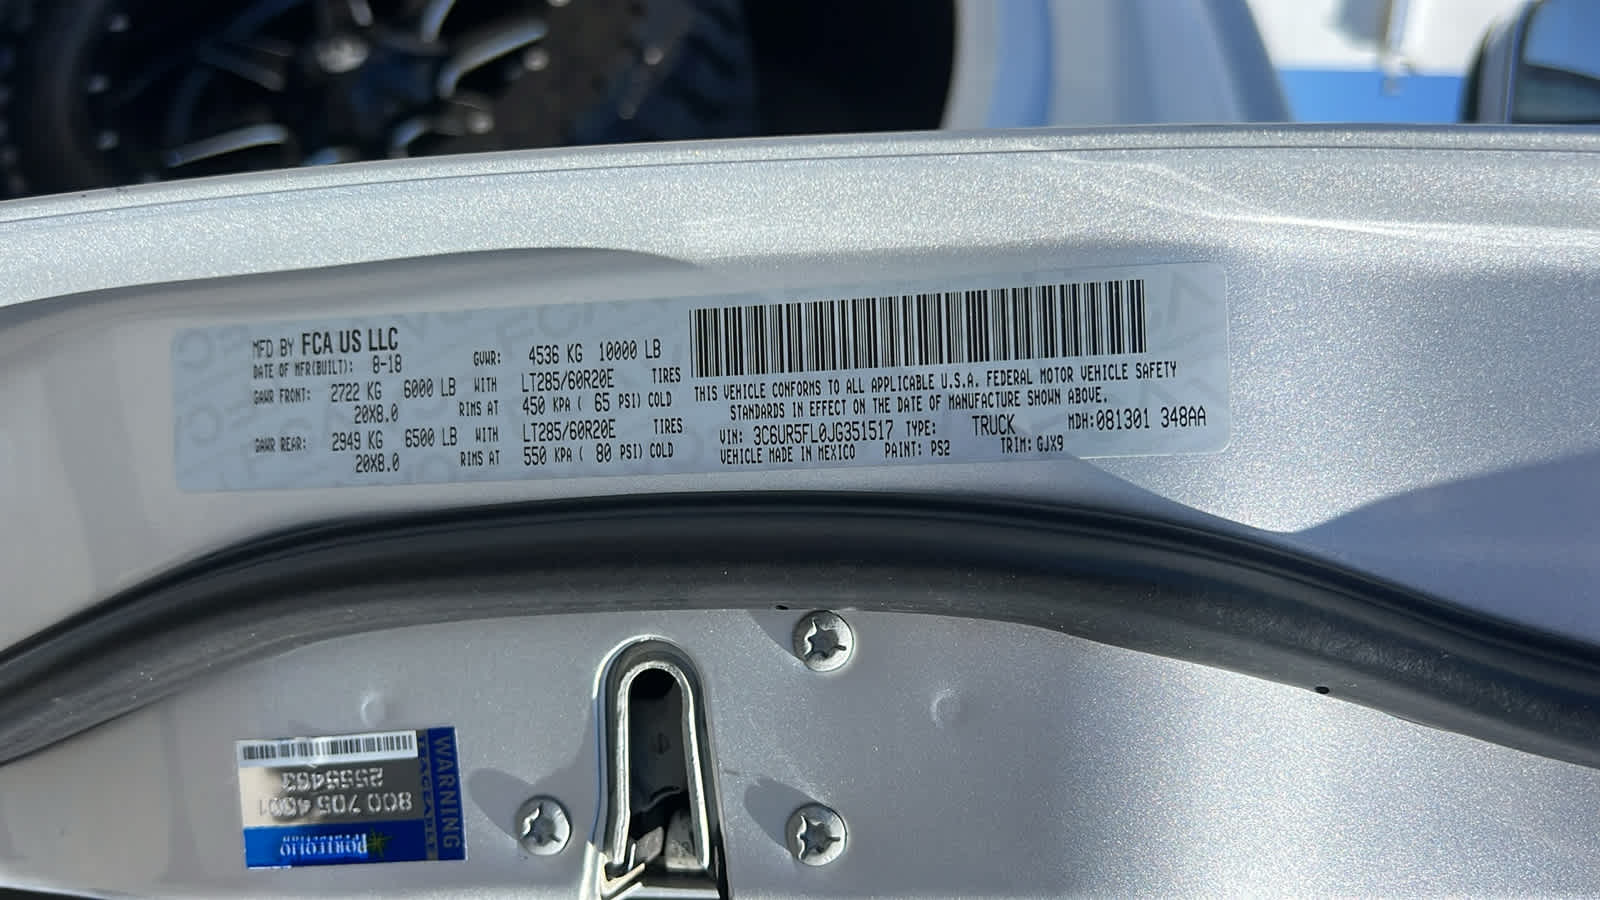 MFD BY FCA US LLC
DATE OF MFR(BUILT): 8-18 GVWR: 4536 KG 10000 LB
GAWR FRONT: 2722 KG 6000 LB WITH LT285/60R20E TIRES
20X8.0 RIMS AT 450 KPA ( 65 PSI) COLD
GAWR REAR: 2949 KG 6500 LB WITH LT285/60R20E TIRES
20X8.0 RIMS AT 550 KPA ( 80 PSI) COLD
THIS VEHICLE CONFORMS TO ALL APPLICABLE U.S.A. FEDERAL MOTOR VEHICLE SAFETY
STANDARDS IN EFFECT ON THE DATE OF MANUFACTURE SHOWN ABOVE.
VIN: 3C6UR5FL0JG351517 TYPE: TRUCK MDH:081301 348AA
VEHICLE MADE IN MEXICO PAINT: PS2 TRIM: GJX9
WARNING
2555463
PORTFOLIO
Protection